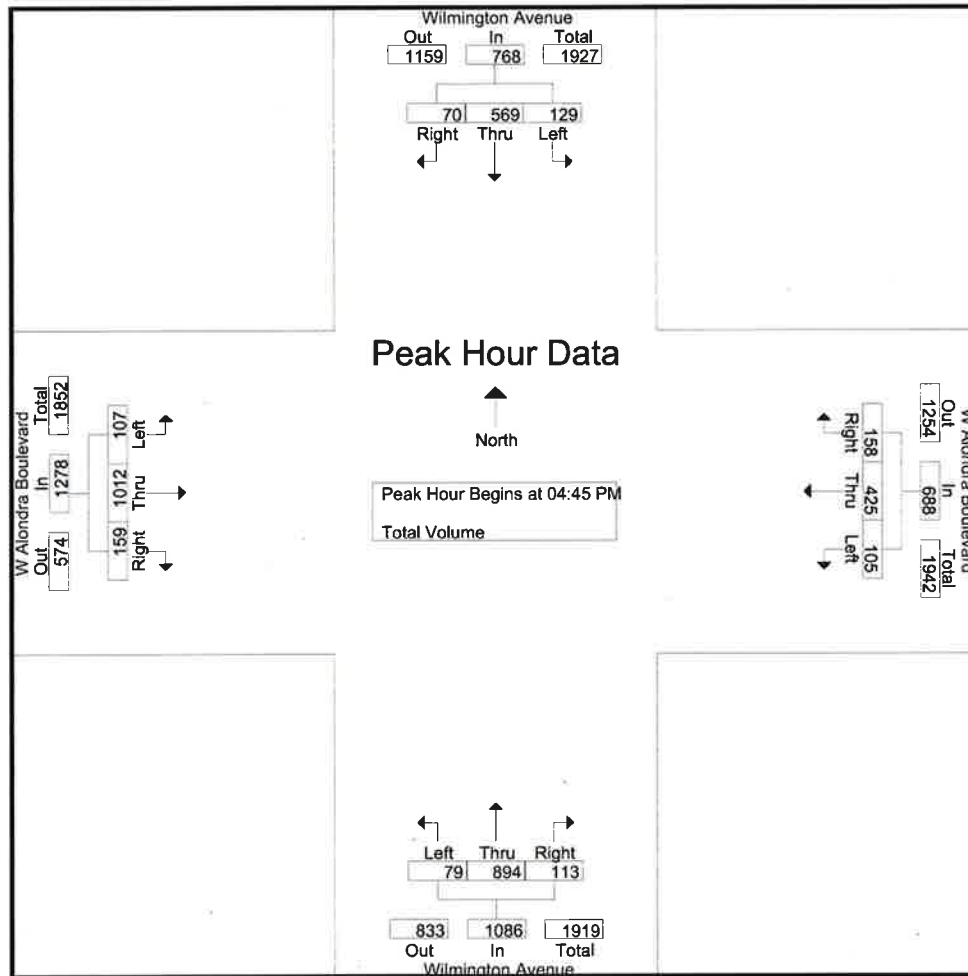 Wilmington Avenue
Out In Total
1159 768 1927
70 569 129
Right Thru Left
Peak Hour Data
North
Peak Hour Begins at 04:45 PM
Total Volume
W Alondra Boulevard
Out In Total
574 1278 1852
159 1012 107
Right Thru Left
W Alondra Boulevard
Out In Total
1254 688 1942
158 425 105
Right Thru Left
Left Thru Right
79 894 113
833 1086 1919
Out In Total
Wilmington Avenue